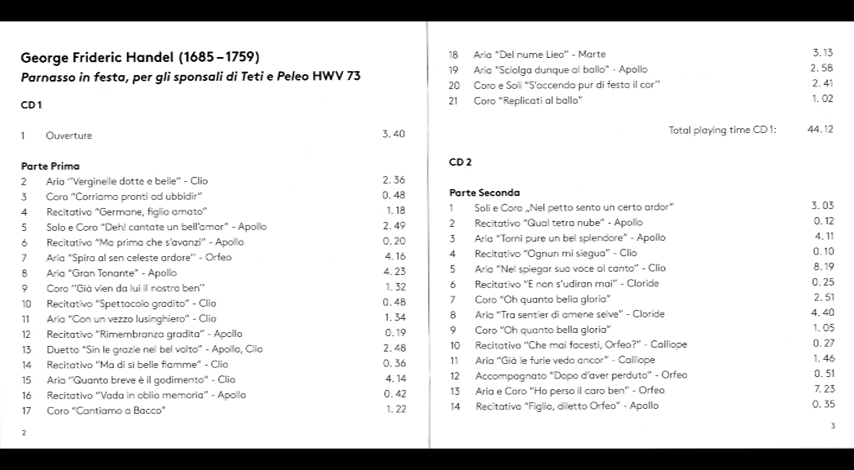 George Frideric Handel (1685–1759)
Parnasso in festa, per gli sponsali di Teti e Peleo HWV 73
CD 1
1 Ouverture 3.40
Parte Prima
2 Aria "Verginelle dotte e belle" - Clio 2.36
3 Coro "Corriamo pronti ad ubbidir" 0.48
4 Recitativo "Germane, figlio amato" 1.18
5 Solo e Coro "Deh! cantate un bell'amor" - Apollo 2.49
6 Recitativo "Ma prima che s'avanzi" - Apollo 0.20
7 Aria "Spira al sen celeste ardore" - Orfeo 4.16
8 Aria "Gran Tonante" - Apollo 4.23
9 Coro "Già vien da lui il nostro ben" 1.32
10 Recitativo "Spettacolo gradito" - Clio 0.48
11 Aria "Con un vezzo lusinghiero" - Clio 1.34
12 Recitativo "Rimembranza gradita" - Apollo 0.19
13 Duetto "Sin le grazie nel bel volto" - Apollo, Clio 2.48
14 Recitativo "Ma di sì belle fiamme" - Clio 0.36
15 Aria "Quanto breve è il godimento" - Clio 4.14
16 Recitativo "Vada in oblio memoria" - Apollo 0.42
17 Coro "Cantiamo a Bacco" 1.22
2
18 Aria "Del nume Lieo" - Marte 3.13
19 Aria "Sciolga dunque al ballo" - Apollo 2.58
20 Coro e Soli "S'accenda pur di festa il cor" 2.41
21 Coro "Replicati al ballo" 1.02
Total playing time CD 1: 44.12
CD 2
Parte Seconda
1 Soli e Coro „Nel petto sento un certo ardor" 3.03
2 Recitativo "Qual tetra nube" - Apollo 0.12
3 Aria "Torni pure un bel splendore" - Apollo 4.11
4 Recitativo "Ognun mi siegua" - Clio 0.10
5 Aria "Nel spiegar sua voce al canto" - Clio 8.19
6 Recitativo "E non s'udiran mai" - Cloride 0.25
7 Coro "Oh quanto bella gloria" 2.51
8 Aria "Tra sentier di amene selve" - Cloride 4.40
9 Coro "Oh quanto bella gloria" 1.05
10 Recitativo "Che mai facesti, Orfeo?" - Calliope 0.27
11 Aria "Già le furie vedo ancor" - Calliope 1.46
12 Accompagnato "Dopo d'aver perduto" - Orfeo 0.51
13 Aria e Coro "Ho perso il caro ben" - Orfeo 7.23
14 Recitativo "Figlio, diletto Orfeo" - Apollo 0.35
3